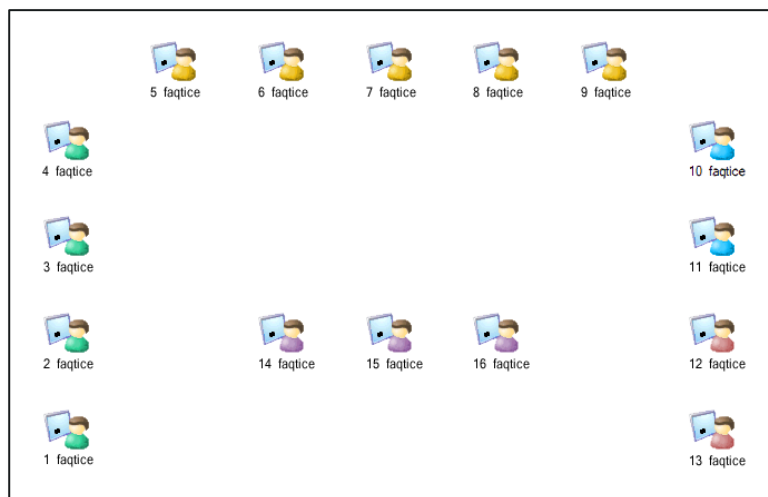 5 faqtice
6 faqtice
7 faqtice
8 faqtice
9 faqtice
4 faqtice
10 faqtice
3 faqtice
11 faqtice
2 faqtice
14 faqtice
15 faqtice
16 faqtice
12 faqtice
1 faqtice
13 faqtice